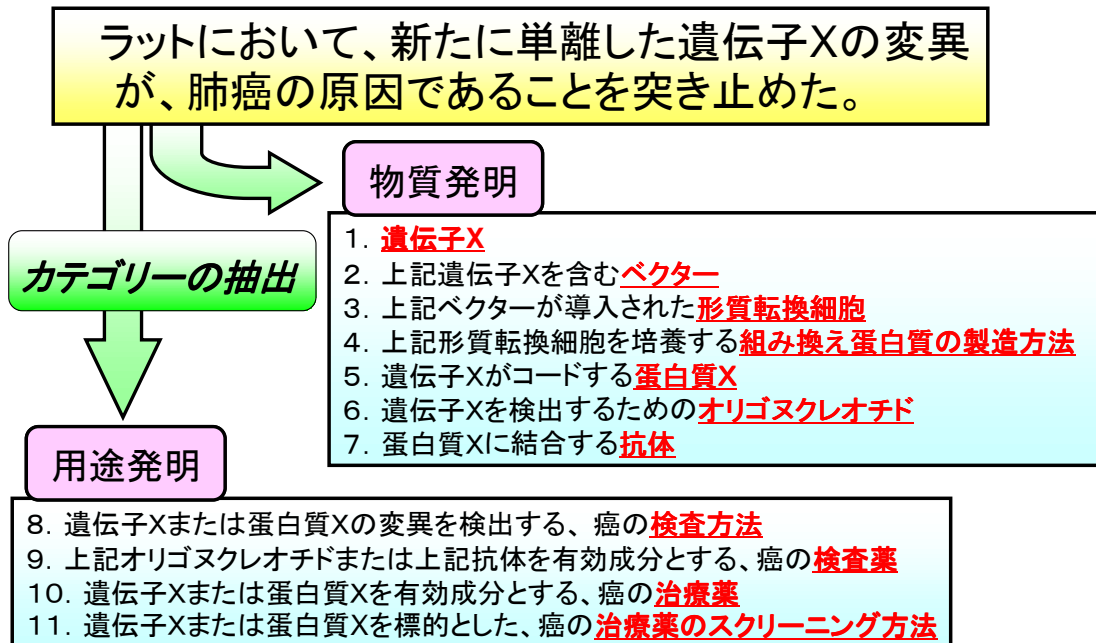 ラットにおいて、新たに単離した遺伝子Xの変異
が、肺癌の原因であることを突き止めた。
物質発明
1. 遺伝子X
2. 上記遺伝子Xを含むベクター
3. 上記ベクターが導入された形質転換細胞
4. 上記形質転換細胞を培養する組み換え蛋白質の製造方法
5. 遺伝子Xがコードする蛋白質X
6. 遺伝子Xを検出するためのオリゴヌクレオチド
7. 蛋白質Xに結合する抗体
カテゴリーの抽出
用途発明
8. 遺伝子Xまたは蛋白質Xの変異を検出する、癌の検査方法
9. 上記オリゴヌクレオチドまたは上記抗体を有効成分とする、癌の検査薬
10. 遺伝子Xまたは蛋白質Xを有効成分とする、癌の治療薬
11. 遺伝子Xまたは蛋白質Xを標的とした、癌の治療薬のスクリーニング方法